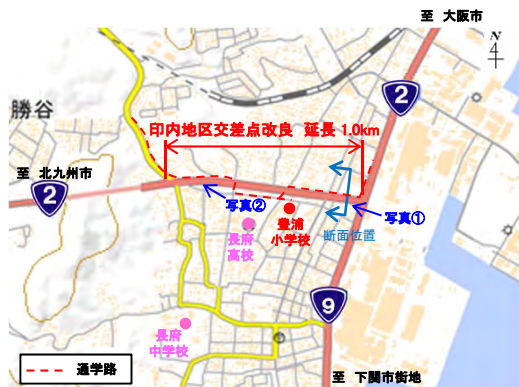 至 大阪市
N
4
2
勝谷
印内地区交差点改良 延長 1.0km
至 北九州市
2
写真②
写真①
豊浦
小学校
断面位置
長府
高校
9
長府
中学校
通学路
至 下関市街地